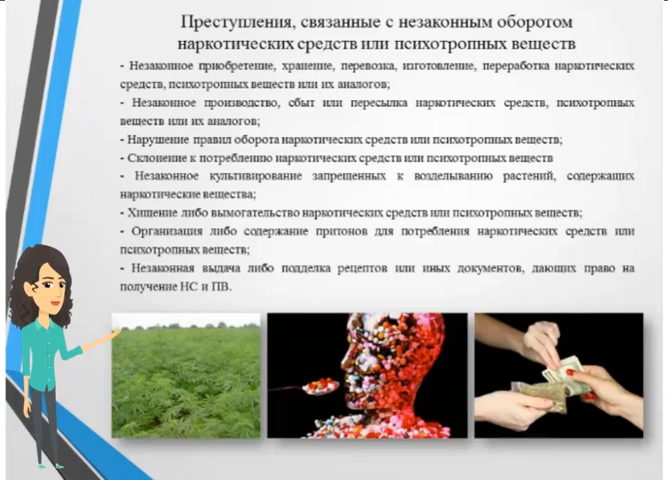 Преступления, связанные с незаконным оборотом
наркотических средств или психотропных веществ
- Незаконное приобретение, хранение, перевозка, изготовление, переработка наркотических
средств, психотропных веществ или их аналогов;
- Незаконное производство, сбыт или пересылка наркотических средств, психотропных
веществ или их аналогов;
- Нарушение правил оборота наркотических средств или психотропных веществ;
- Склонение к потреблению наркотических средств или психотропных веществ
- Незаконное культивирование запрещенных к возделыванию растений, содержащих
наркотические вещества;
- Хищение либо вымогательство наркотических средств или психотропных веществ;
- Организация либо содержание притонов для потребления наркотических средств или
психотропных веществ;
- Незаконная выдача либо подделка рецептов или иных документов, дающих право на
получение НС и ПВ.